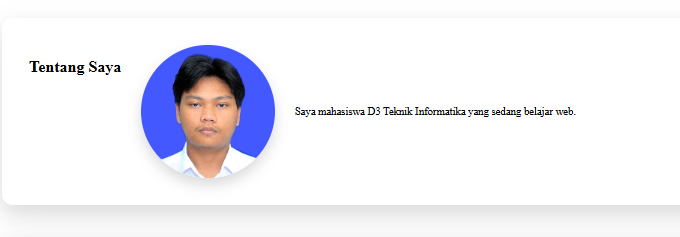 Tentang Saya
Saya mahasiswa D3 Teknik Informatika yang sedang belajar web.